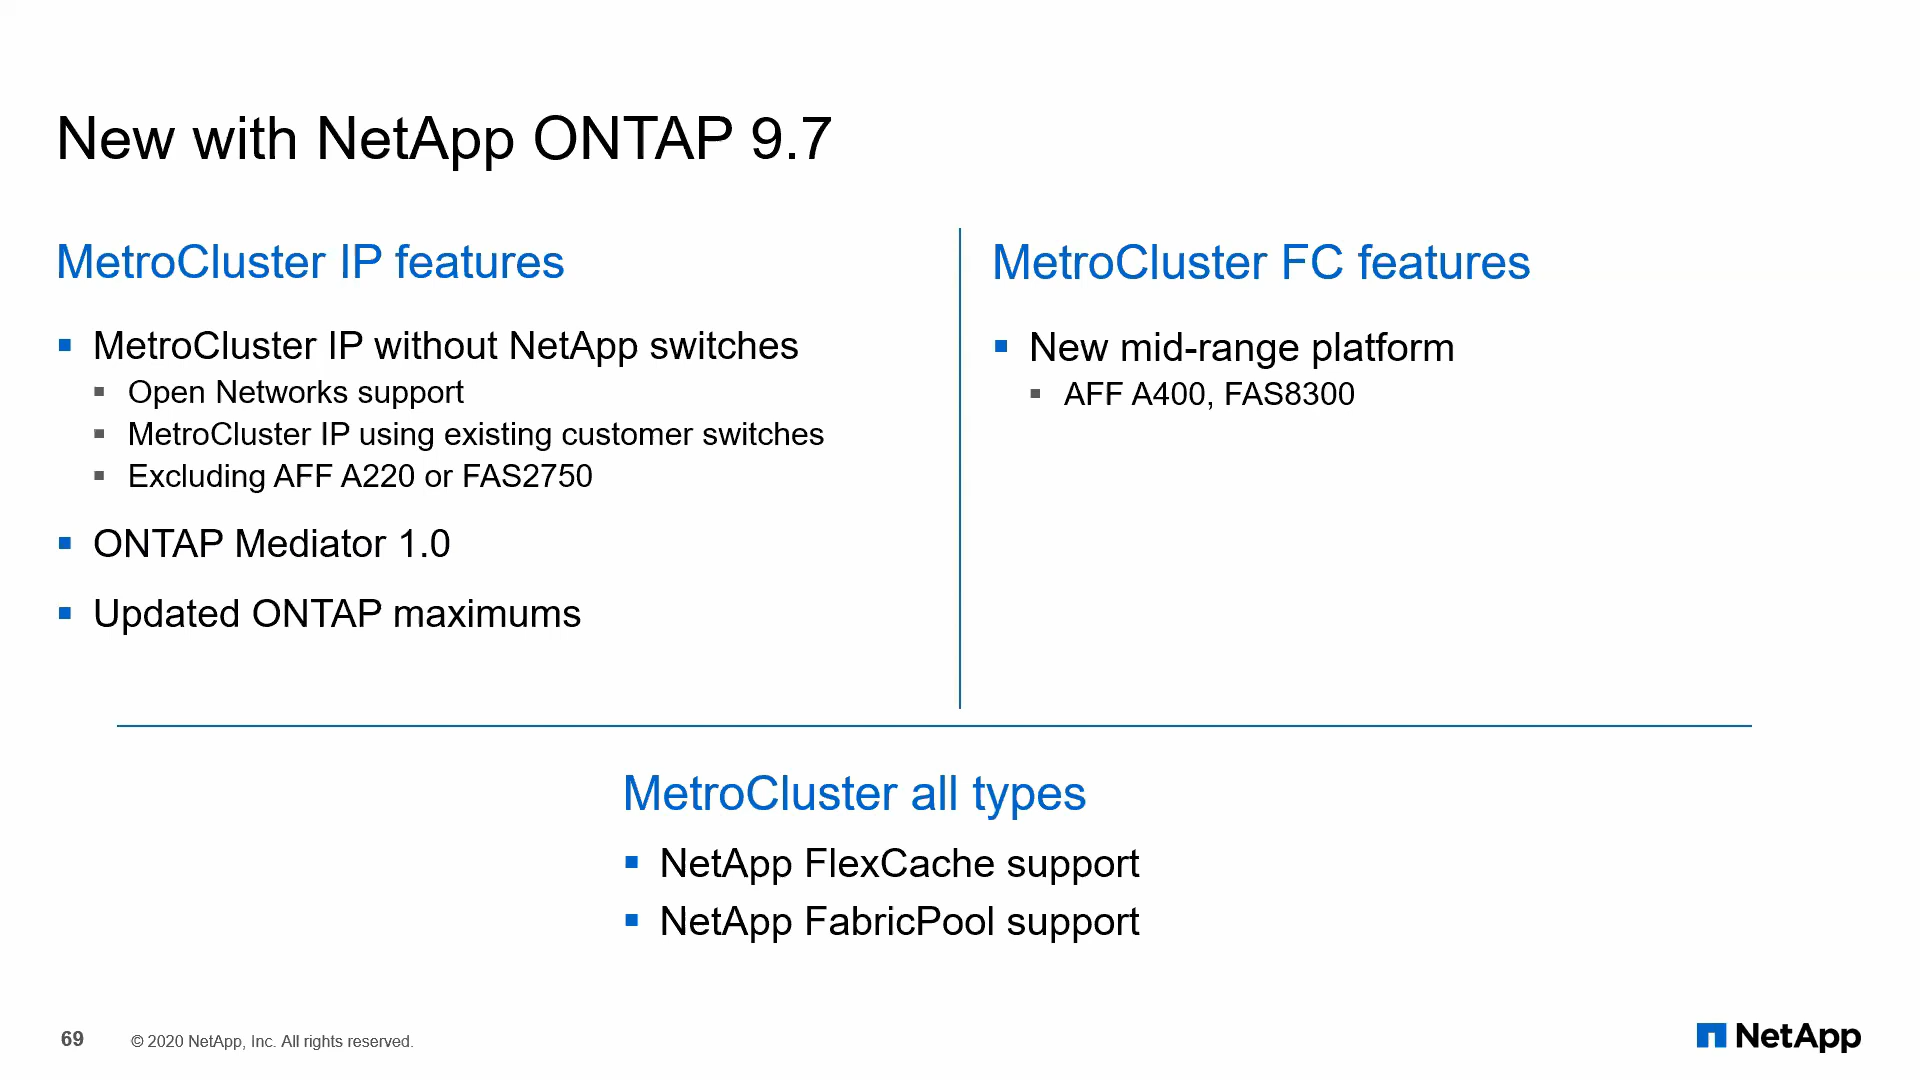 New with NetApp ONTAP 9.7
MetroCluster IP features
MetroCluster IP without NetApp switches
Open Networks support
MetroCluster IP using existing customer switches
Excluding AFF A220 or FAS2750
ONTAP Mediator 1.0
Updated ONTAP maximums
MetroCluster FC features
New mid-range platform
AFF A400, FAS8300
MetroCluster all types
NetApp FlexCache support
NetApp FabricPool support
69
© 2020 NetApp, Inc. All rights reserved.
NetApp